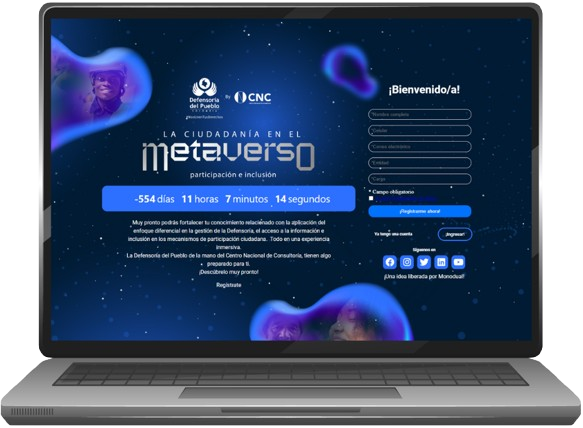 Defensoría
del Pueblo
COLOMBIA
By
CNC
LA CIUDADANÍA EN EL
metaverso
participación e inclusión
-554 días 11 horas 7 minutos 14 segundos
Muy pronto podrás fortalecer tu conocimiento relacionado con la aplicación del
enfoque diferencial en la gestión de la Defensoría, el acceso a la información e
inclusión en los mecanismos de participación ciudadana. Todo en una experiencia
inmersiva.
La Defensoría del Pueblo de la mano del Centro Nacional de Consultoría, tienen algo
preparado para ti.
¡Descúbrelo muy pronto!
Regístrate
¡Bienvenido/a!
*Nombre completo
*Cédula
*Correo electrónico
*Entidad
*Cargo
* Campo obligatorio
¡Registrarme ahora!
Ya tengo una cuenta
¡Ingresar!
Síguenos en
¡Una idea liberada por Monodual!